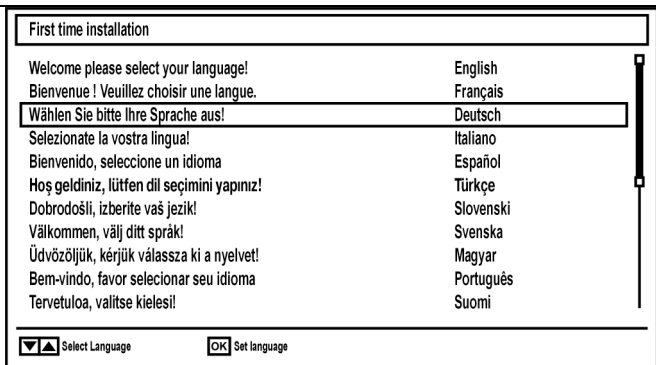 First time installation
Welcome please select your language! English
Bienvenue ! Veuillez choisir une langue. Français
Wählen Sie bitte Ihre Sprache aus! Deutsch
Selezionate la vostra lingua! Italiano
Bienvenido, seleccione un idioma Español
Hoş geldiniz, lütfen dil seçimini yapınız! Türkçe
Dobrodošli, izberite vaš jezik! Slovenski
Välkommen, välj ditt språk! Svenska
Üdvözöljük, kérjük válassza ki a nyelvet! Magyar
Bem-vindo, favor selecionar seu idioma Português
Tervetuloa, valitse kielesi! Suomi
Select Language OK Set language